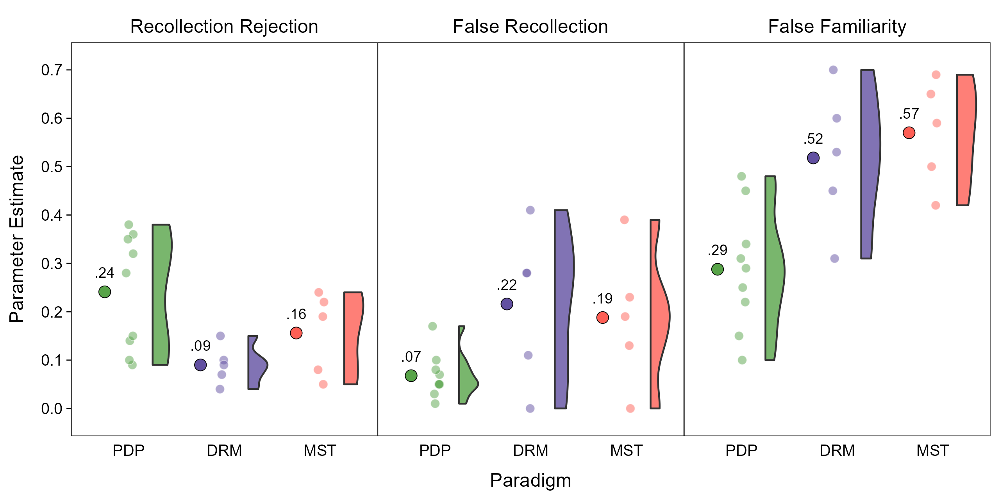 Recollection Rejection
False Recollection
False Familiarity
Parameter Estimate
0.7
0.6
0.5
0.4
0.3
0.2
0.1
0.0
.24
.09
.16
.07
.22
.19
.29
.52
.57
PDP DRM MST PDP DRM MST PDP DRM MST
Paradigm